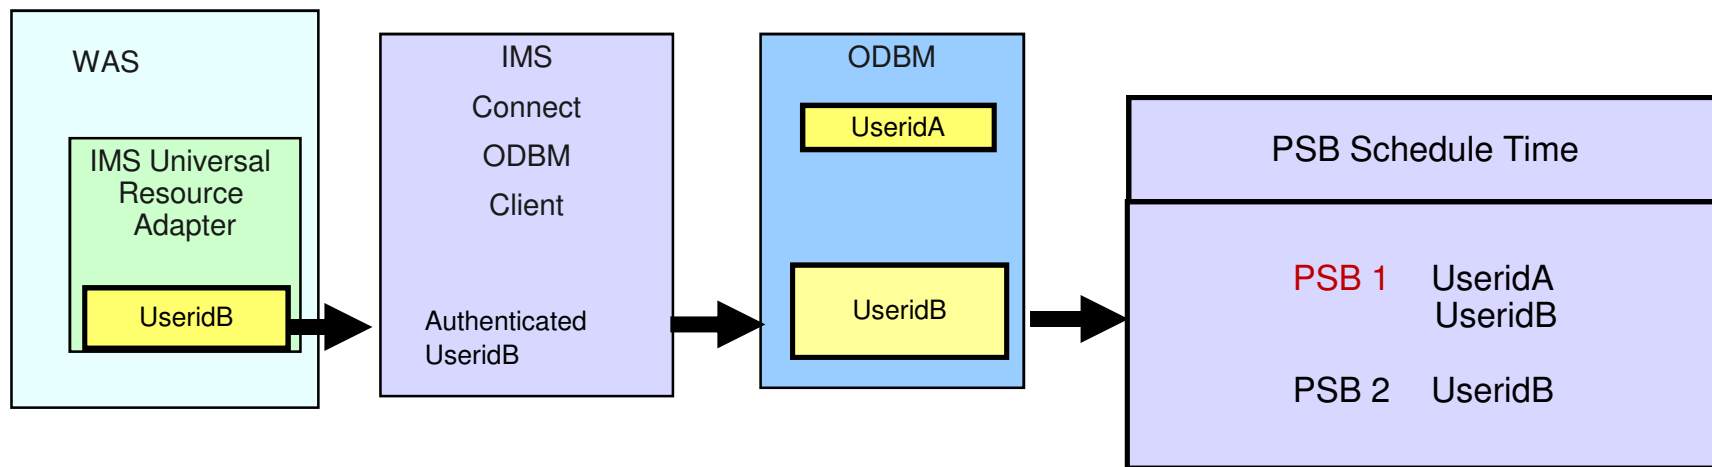 WAS
IMS Universal
Resource
Adapter
UseridB
IMS
Connect
ODBM
Client
Authenticated
UseridB
ODBM
UseridA
UseridB
PSB Schedule Time
PSB 1 UseridA
UseridB
PSB 2 UseridB